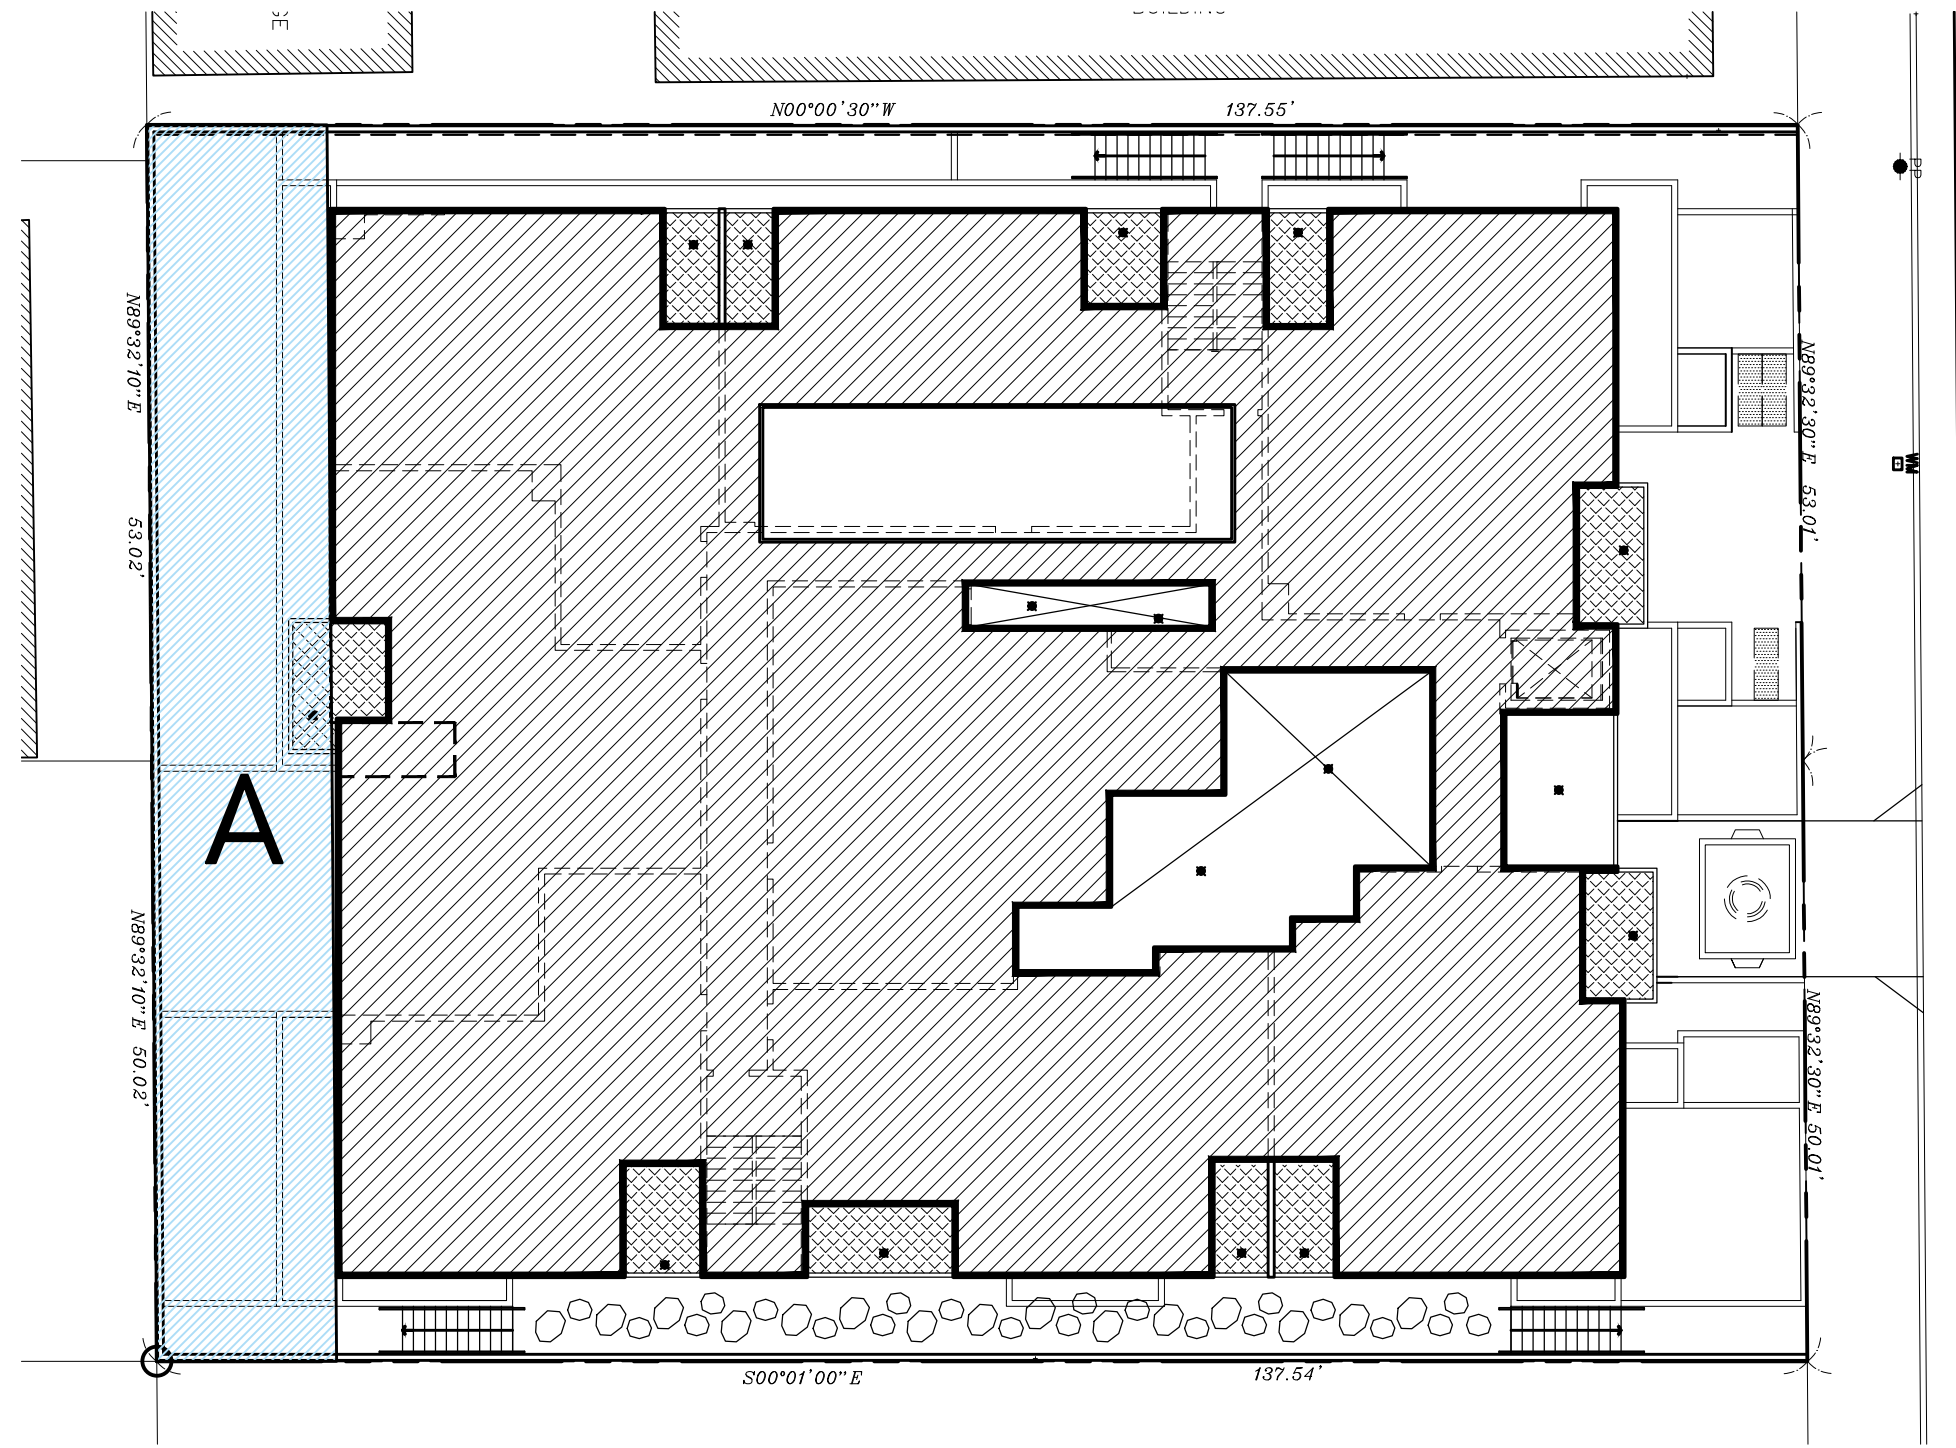 N00°00'30"W 137.55'
PP
N89°32'10"E 53.02'
N89°32'30"E 53.01'
WM
A
N89°32'10"E 50.02'
N89°32'30"E 50.01'
S00°01'00"E 137.54'